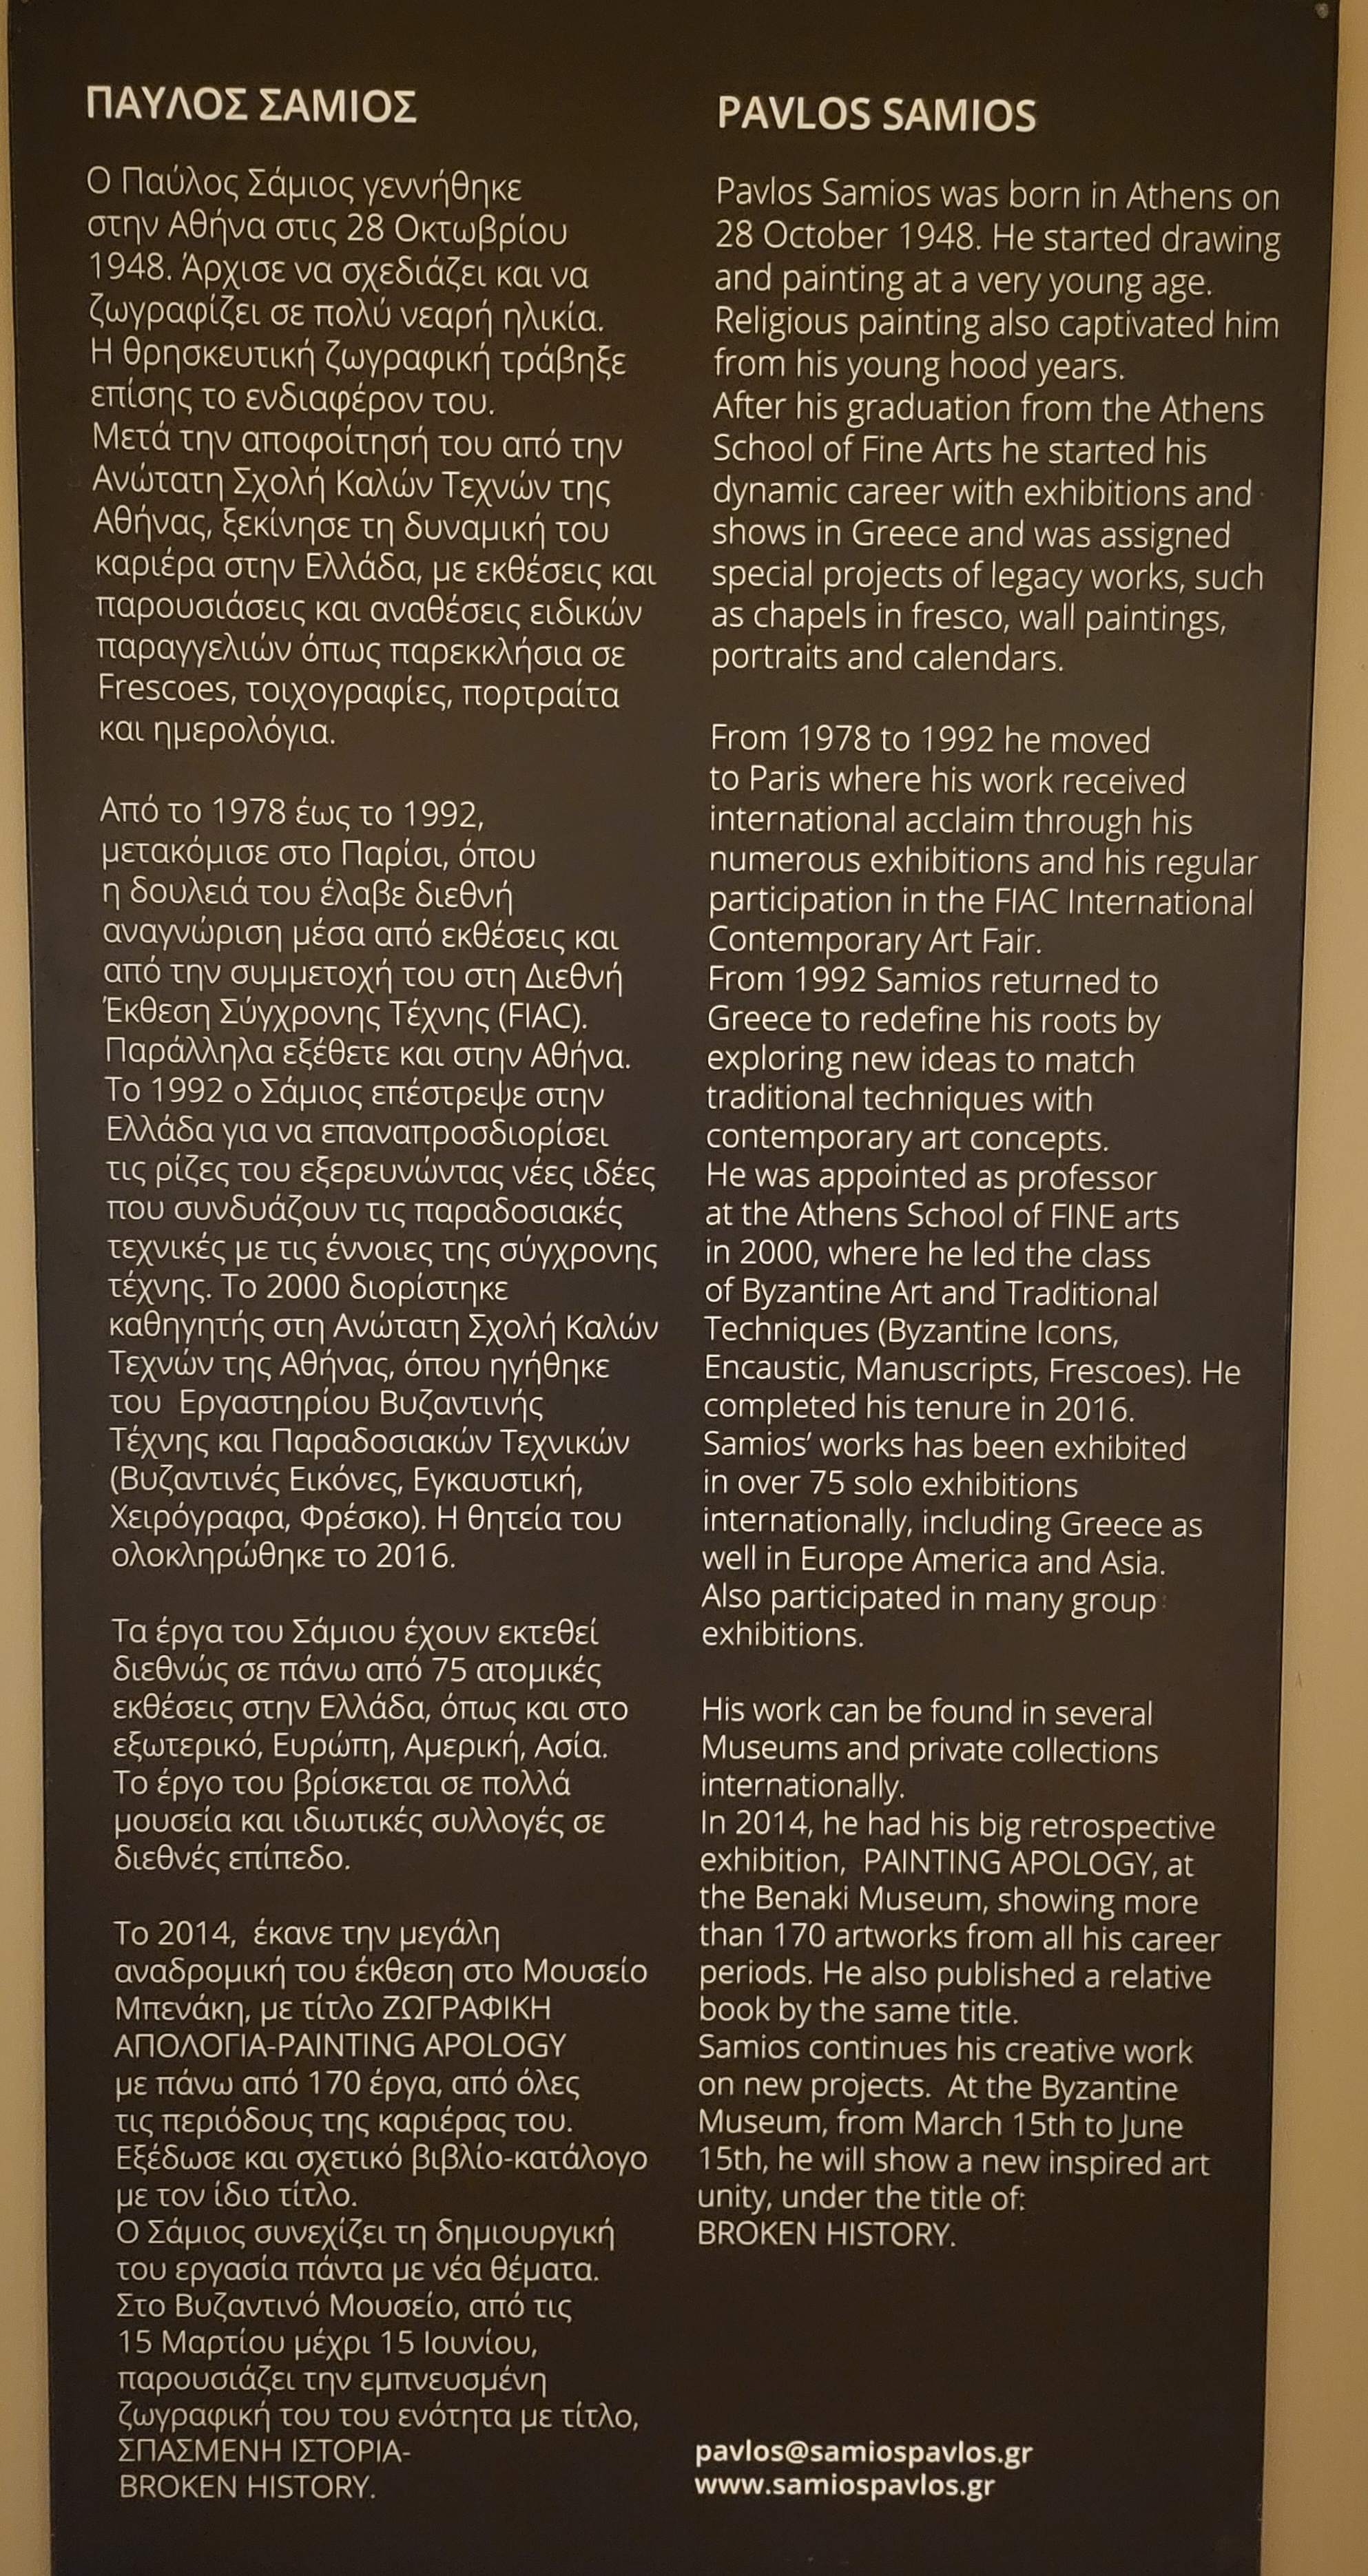 ΠΑΥΛΟΣ ΣΑΜΙΟΣ
Ο Παύλος Σάμιος γεννήθηκε
στην Αθήνα στις 28 Οκτωβρίου
1948. Άρχισε να σχεδιάζει και να
ζωγραφίζει σε πολύ νεαρή ηλικία.
Η θρησκευτική ζωγραφική τράβηξε
επίσης το ενδιαφέρον του.
Μετά την αποφοίτησή του από την
Ανώτατη Σχολή Καλών Τεχνών της
Αθήνας, ξεκίνησε τη δυναμική του
καριέρα στην Ελλάδα, με εκθέσεις και
παρουσιάσεις και αναθέσεις ειδικών
παραγγελιών όπως παρεκκλήσια σε
Frescoes, τοιχογραφίες, πορτραίτα
και ημερολόγια.
Από το 1978 έως το 1992,
μετακόμισε στο Παρίσι, όπου
η δουλειά του έλαβε διεθνή
αναγνώριση μέσα από εκθέσεις και
από την συμμετοχή του στη Διεθνή
Έκθεση Σύγχρονης Τέχνης (FIAC).
Παράλληλα εξέθετε και στην Αθήνα.
Το 1992 ο Σάμιος επέστρεψε στην
Ελλάδα για να επαναπροσδιορίσει
τις ρίζες του εξερευνώντας νέες ιδέες
που συνδυάζουν τις παραδοσιακές
τεχνικές με τις έννοιες της σύγχρονης
τέχνης. Το 2000 διορίστηκε
καθηγητής στη Ανώτατη Σχολή Καλών
Τεχνών της Αθήνας, όπου ηγήθηκε
του  Εργαστηρίου Βυζαντινής
Τέχνης και Παραδοσιακών Τεχνικών
(Βυζαντινές Εικόνες, Εγκαυστική,
Χειρόγραφα, Φρέσκο). Η θητεία του
ολοκληρώθηκε το 2016.
Τα έργα του Σάμιου έχουν εκτεθεί
διεθνώς σε πάνω από 75 ατομικές
εκθέσεις στην Ελλάδα, όπως και στο
εξωτερικό, Ευρώπη, Αμερική, Ασία.
Το έργο του βρίσκεται σε πολλά
μουσεία και ιδιωτικές συλλογές σε
διεθνές επίπεδο.
Το 2014,  έκανε την μεγάλη
αναδρομική του έκθεση στο Μουσείο
Μπενάκη, με τίτλο ΖΩΓΡΑΦΙΚΗ
ΑΠΟΛΟΓΙΑ-PAINTING APOLOGY
με πάνω από 170 έργα, από όλες
τις περιόδους της καριέρας του.
Εξέδωσε και σχετικό βιβλίο-κατάλογο
με τον ίδιο τίτλο.
Ο Σάμιος συνεχίζει τη δημιουργική
του εργασία πάντα με νέα θέματα.
Στο Βυζαντινό Μουσείο, από τις
15 Μαρτίου μέχρι 15 Ιουνίου,
παρουσιάζει την εμπνευσμένη
ζωγραφική του του ενότητα με τίτλο,
ΣΠΑΣΜΕΝΗ ΙΣΤΟΡΙΑ-
BROKEN HISTORY.
PAVLOS SAMIOS
Pavlos Samios was born in Athens on
28 October 1948. He started drawing
and painting at a very young age.
Religious painting also captivated him
from his young hood years.
After his graduation from the Athens
School of Fine Arts he started his
dynamic career with exhibitions and
shows in Greece and was assigned
special projects of legacy works, such
as chapels in fresco, wall paintings,
portraits and calendars.
From 1978 to 1992 he moved
to Paris where his work received
international acclaim through his
numerous exhibitions and his regular
participation in the FIAC International
Contemporary Art Fair.
From 1992 Samios returned to
Greece to redefine his roots by
exploring new ideas to match
traditional techniques with
contemporary art concepts.
He was appointed as professor
at the Athens School of FINE arts
in 2000, where he led the class
of Byzantine Art and Traditional
Techniques (Byzantine Icons,
Encaustic, Manuscripts, Frescoes). He
completed his tenure in 2016.
Samios’ works has been exhibited
in over 75 solo exhibitions
internationally, including Greece as
well in Europe America and Asia.
Also participated in many group
exhibitions.
His work can be found in several
Museums and private collections
internationally.
In 2014, he had his big retrospective
exhibition,  PAINTING APOLOGY, at
the Benaki Museum, showing more
than 170 artworks from all his career
periods. He also published a relative
book by the same title.
Samios continues his creative work
on new projects.  At the Byzantine
Museum, from March 15th to June
15th, he will show a new inspired art
unity, under the title of:
BROKEN HISTORY.
pavlos@samiospavlos.gr
www.samiospavlos.gr